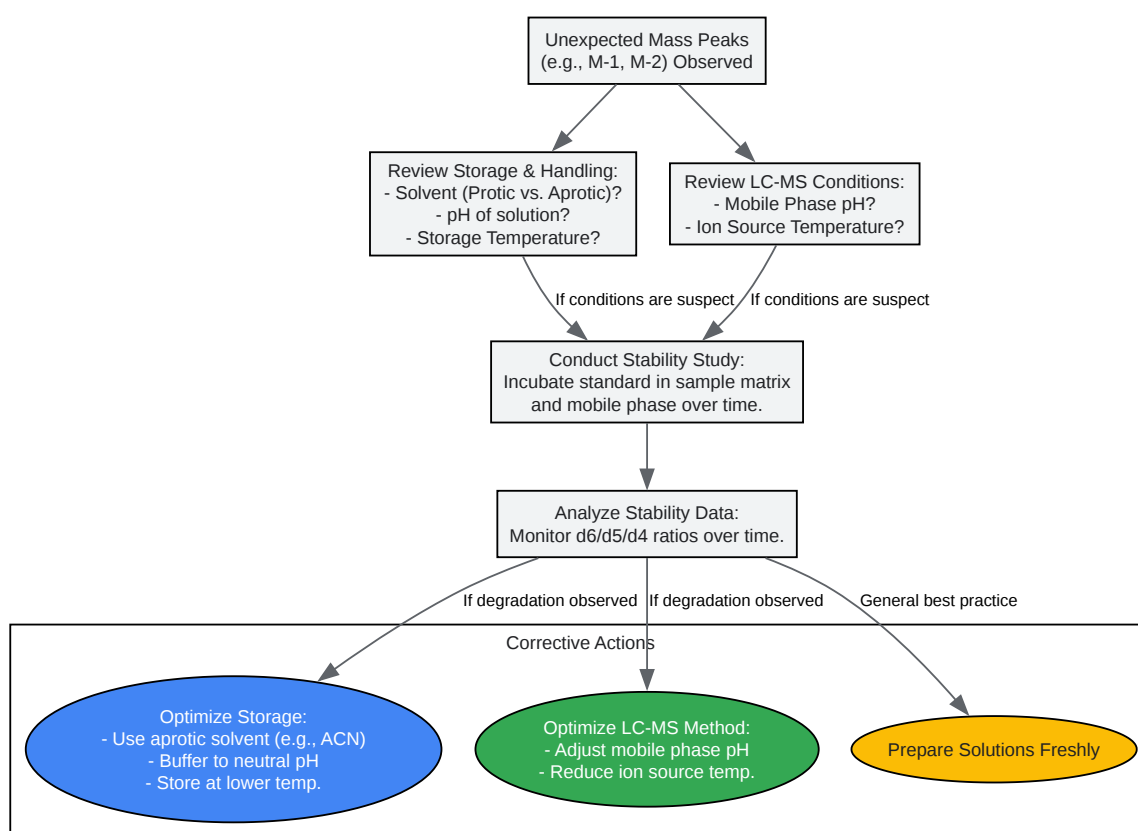 Unexpected Mass Peaks
(e.g., M-1, M-2) Observed
Review Storage & Handling:
- Solvent (Protic vs. Aprotic)?
- pH of solution?
- Storage Temperature?
Review LC-MS Conditions:
- Mobile Phase pH?
- Ion Source Temperature?
If conditions are suspect
If conditions are suspect
Conduct Stability Study:
Incubate standard in sample matrix
and mobile phase over time.
Analyze Stability Data:
Monitor d6/d5/d4 ratios over time.
If degradation observed
If degradation observed
General best practice
Corrective Actions
Optimize Storage:
- Use aprotic solvent (e.g., ACN)
- Buffer to neutral pH
- Store at lower temp.
Optimize LC-MS Method:
- Adjust mobile phase pH
- Reduce ion source temp.
Prepare Solutions Freshly